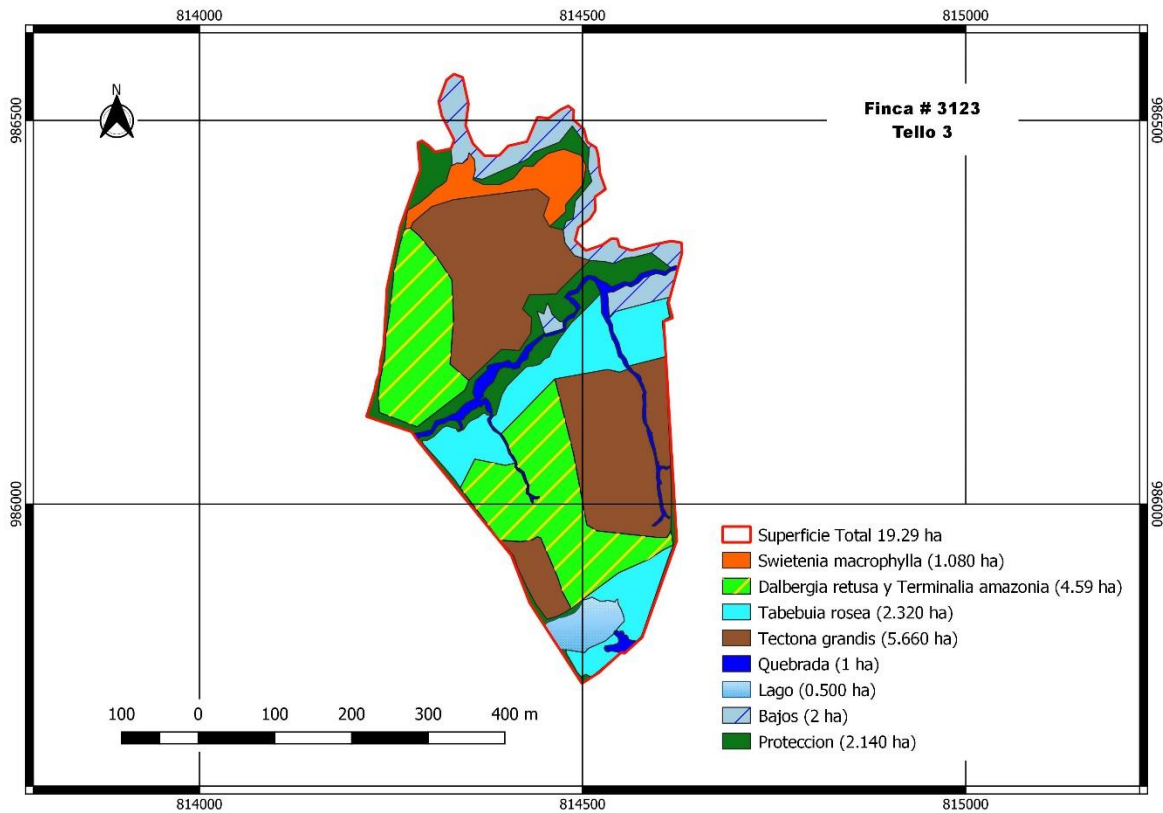 814000 814500 815000
N
Finca # 3123
Tello 3
986500 986500
986000 986000
Superficie Total 19.29 ha
Swietenia macrophylla (1.080 ha)
Dalbergia retusa y Terminalia amazonia (4.59 ha)
Tabebuia rosea (2.320 ha)
Tectona grandis (5.660 ha)
Quebrada (1 ha)
Lago (0.500 ha)
Bajos (2 ha)
Proteccion (2.140 ha)
100 0 100 200 300 400 m
814000 814500 815000